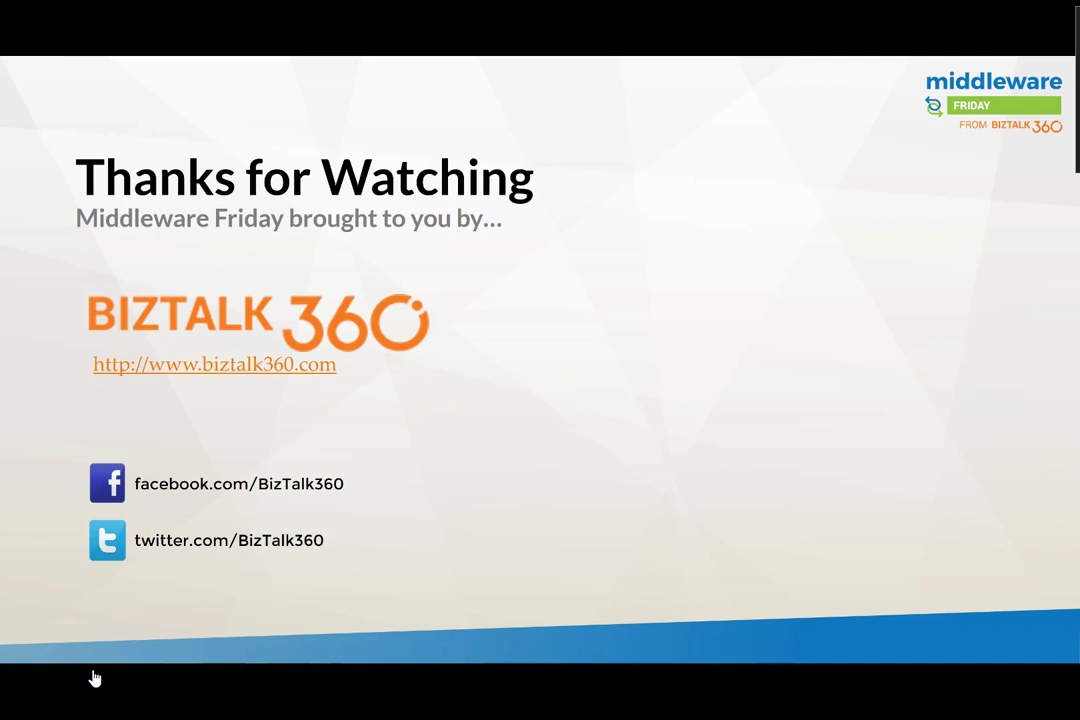 middleware
FRIDAY
FROM BIZTALK 360
Thanks for Watching
Middleware Friday brought to you by...
BIZTALK 360
http://www.biztalk360.com
facebook.com/BizTalk360
twitter.com/BizTalk360